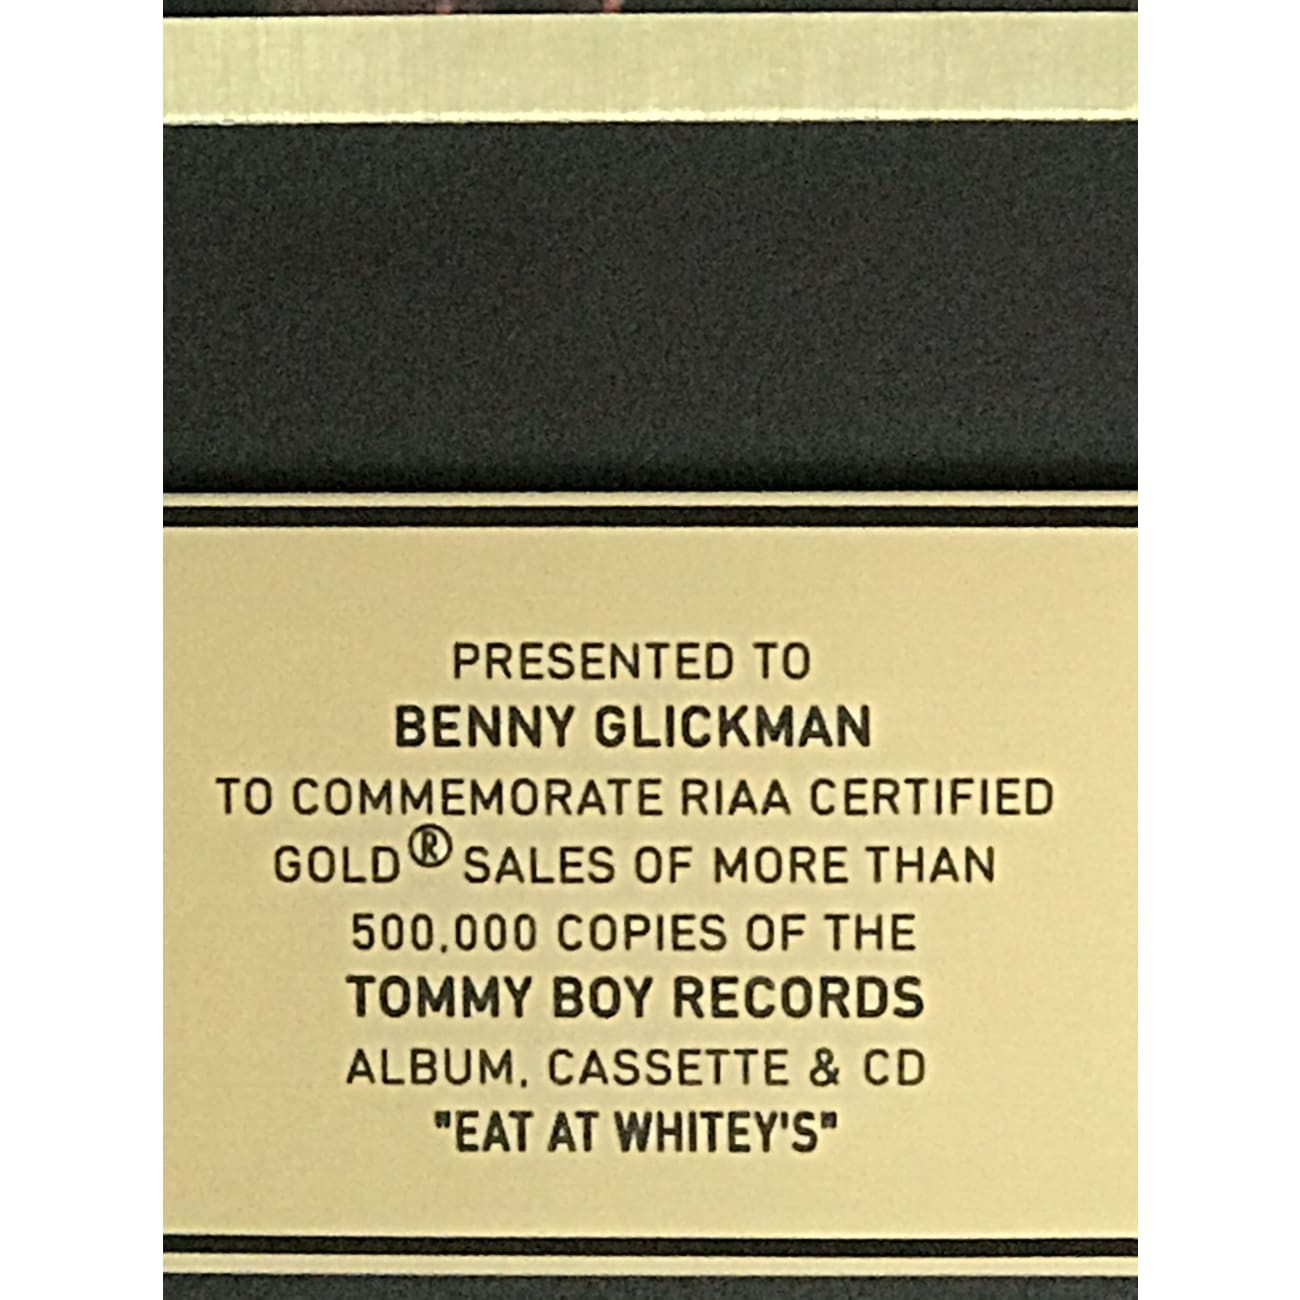 PRESENTED TO
BENNY GLICKMAN
TO COMMEMORATE RIAA CERTIFIED
GOLD® SALES OF MORE THAN
500,000 COPIES OF THE
TOMMY BOY RECORDS
ALBUM, CASSETTE & CD
"EAT AT WHITEY'S"